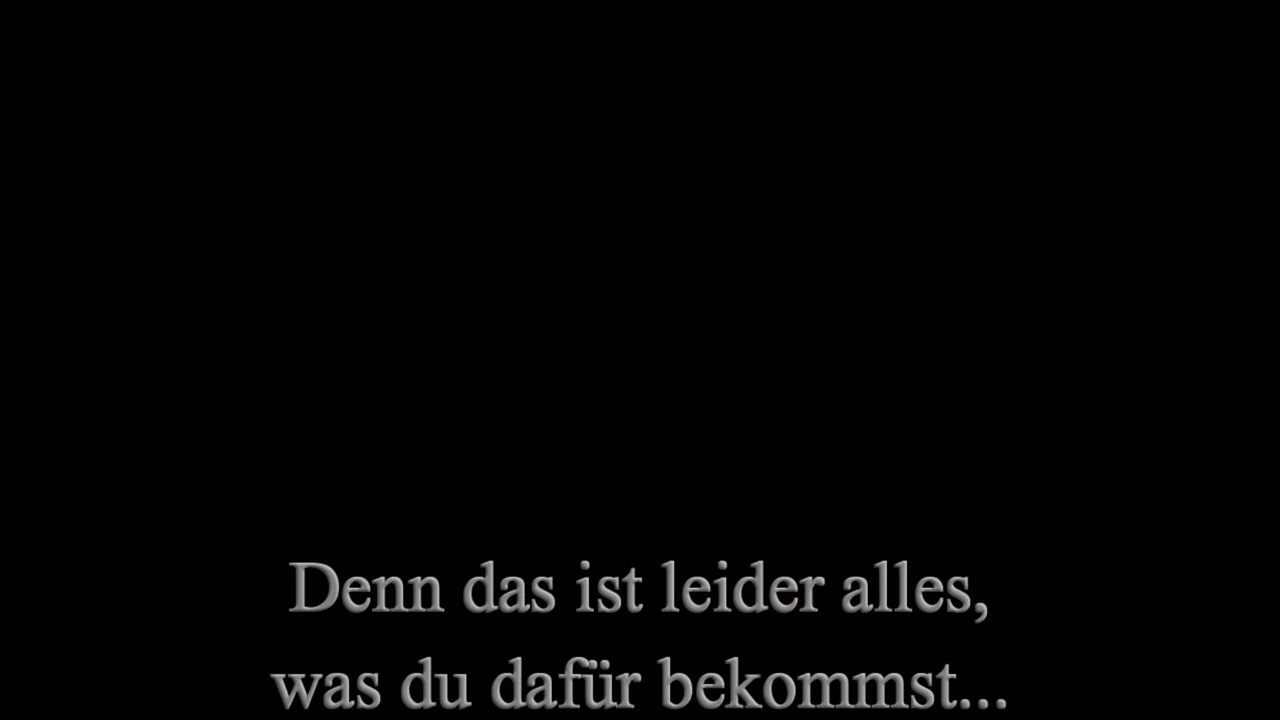 Denn das ist leider alles,
was du dafür bekommst...